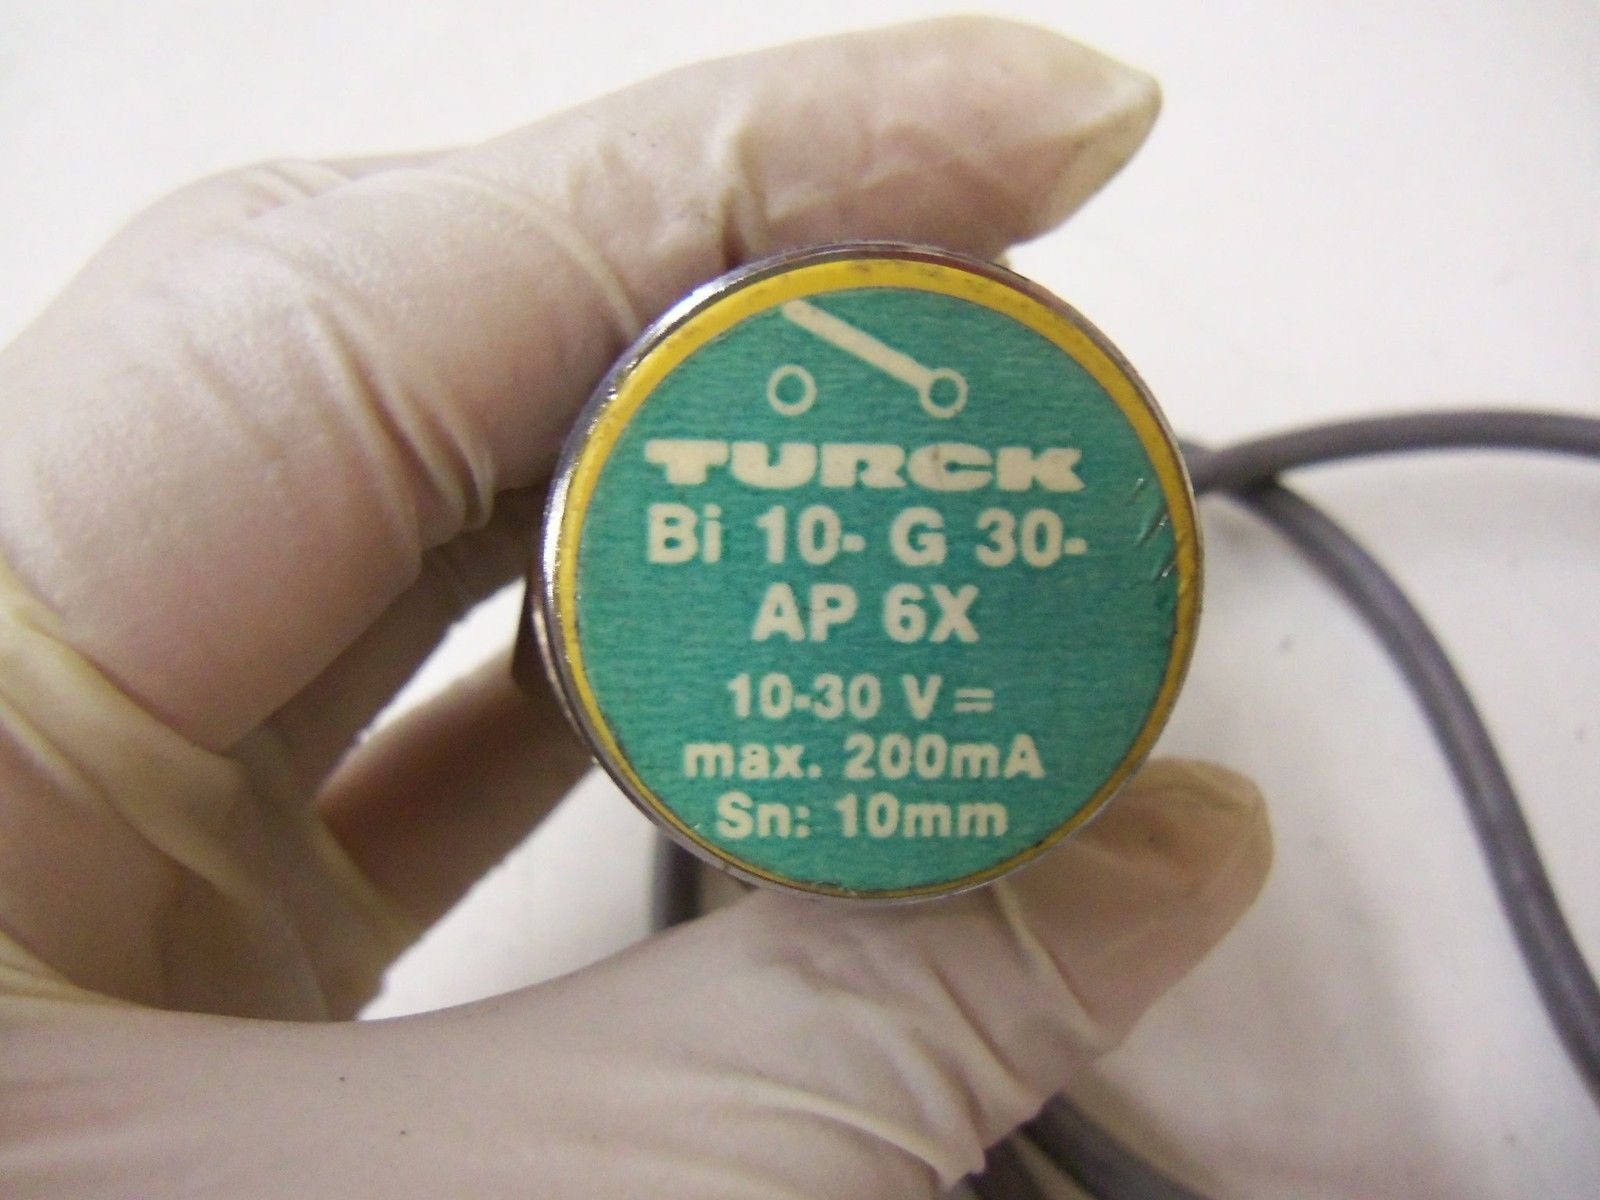 TURCK
Bi 10- G 30-
AP 6X
10-30 V =
max. 200mA
Sn: 10mm